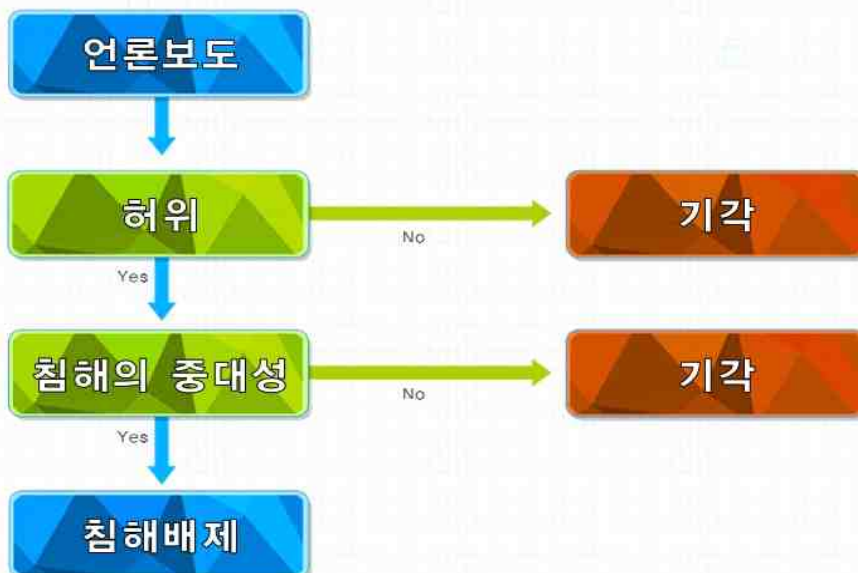 언론보도
허위
No
기각
Yes
침해의 중대성
No
기각
Yes
침해배제